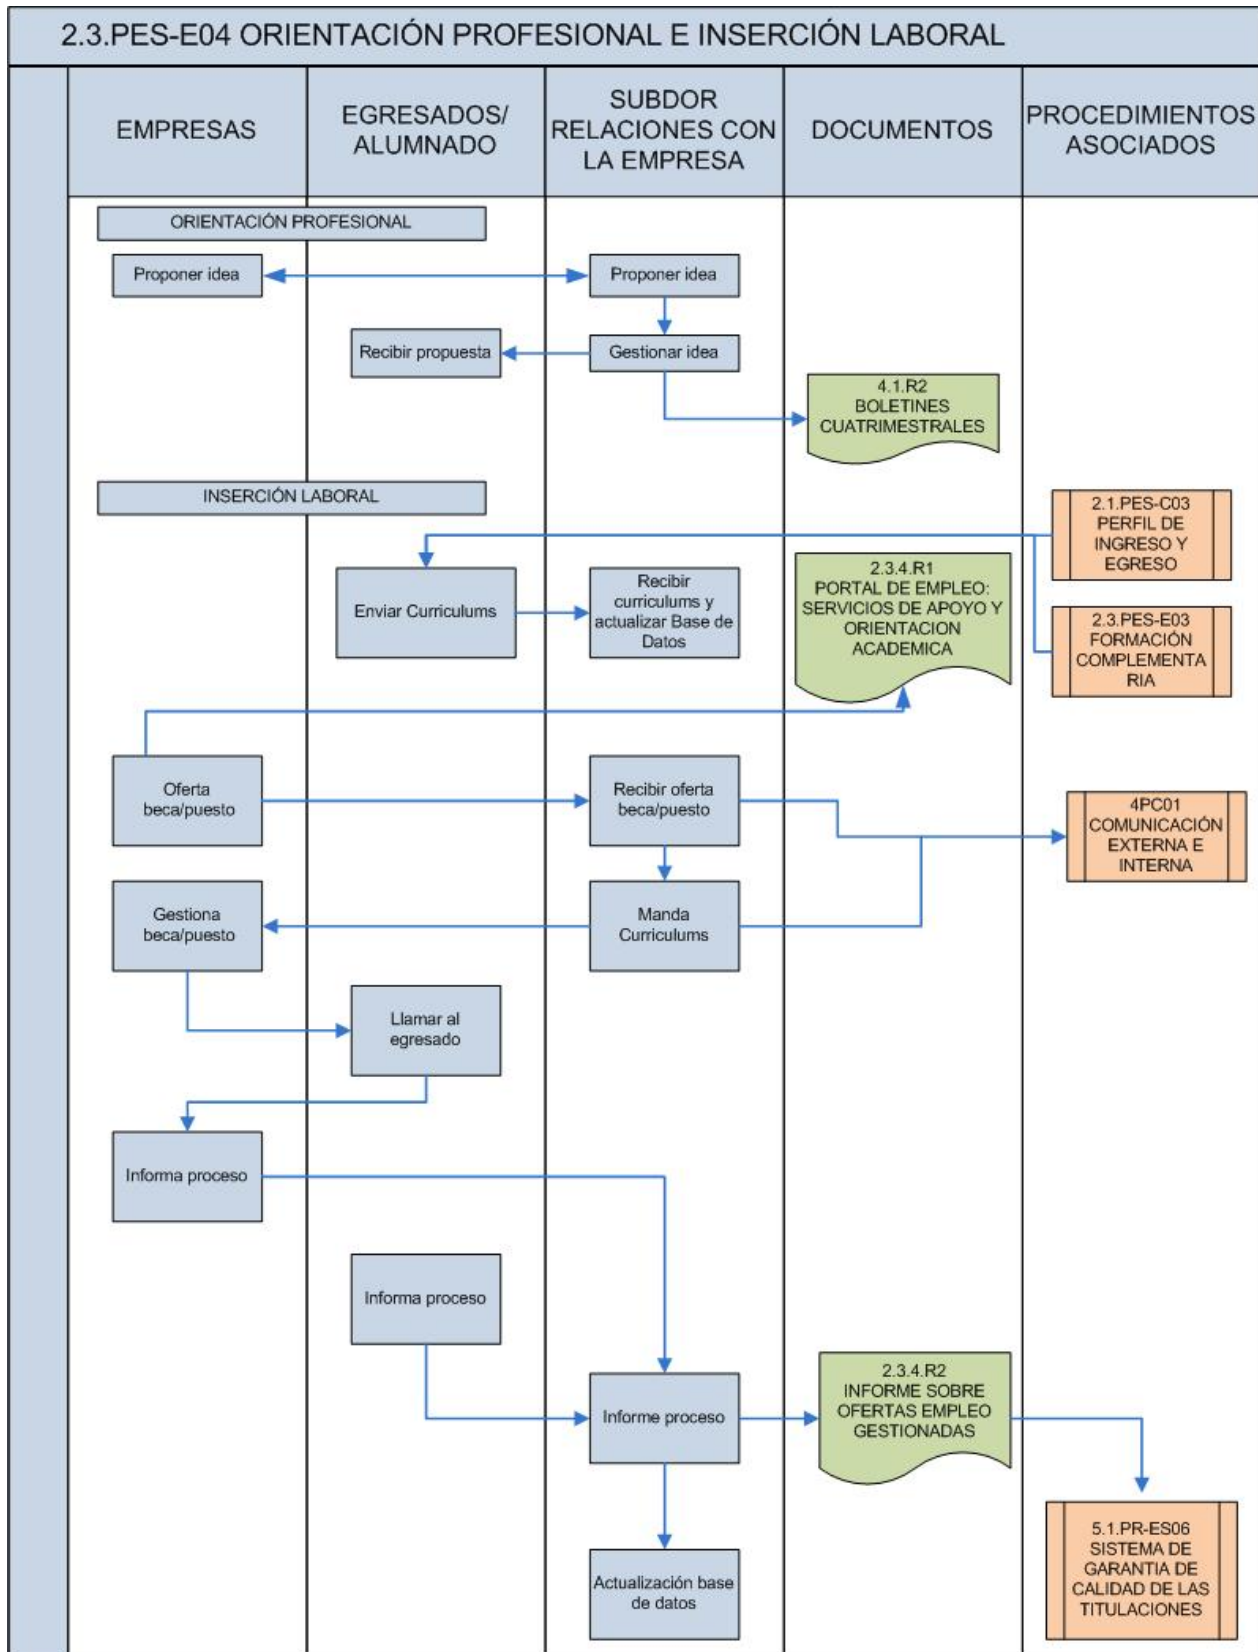 2.3.PES-E04 ORIENTACIÓN PROFESIONAL E INSERCIÓN LABORAL
EMPRESAS
EGRESADOS/
ALUMNADO
SUBDOR
RELACIONES CON
LA EMPRESA
DOCUMENTOS
PROCEDIMIENTOS
ASOCIADOS
ORIENTACIÓN PROFESIONAL
Proponer idea
Proponer idea
Recibir propuesta
Gestionar idea
4.1.R2
BOLETINES
CUATRIMESTRALES
INSERCIÓN LABORAL
2.1.PES-C03
PERFIL DE
INGRESO Y
EGRESO
Enviar Curriculums
Recibir
curriculums y
actualizar Base de
Datos
2.3.4.R1
PORTAL DE EMPLEO:
SERVICIOS DE APOYO Y
ORIENTACION
ACADEMICA
2.3.PES-E03
FORMACIÓN
COMPLEMENTA
RIA
Oferta
beca/puesto
Recibir oferta
beca/puesto
4PC01
COMUNICACIÓN
EXTERNA E
INTERNA
Gestiona
beca/puesto
Manda
Curriculums
Llamar al
egresado
Informa proceso
Informa proceso
Informe proceso
2.3.4.R2
INFORME SOBRE
OFERTAS EMPLEO
GESTIONADAS
Actualización base
de datos
5.1.PR-ES06
SISTEMA DE
GARANTIA DE
CALIDAD DE LAS
TITULACIONES